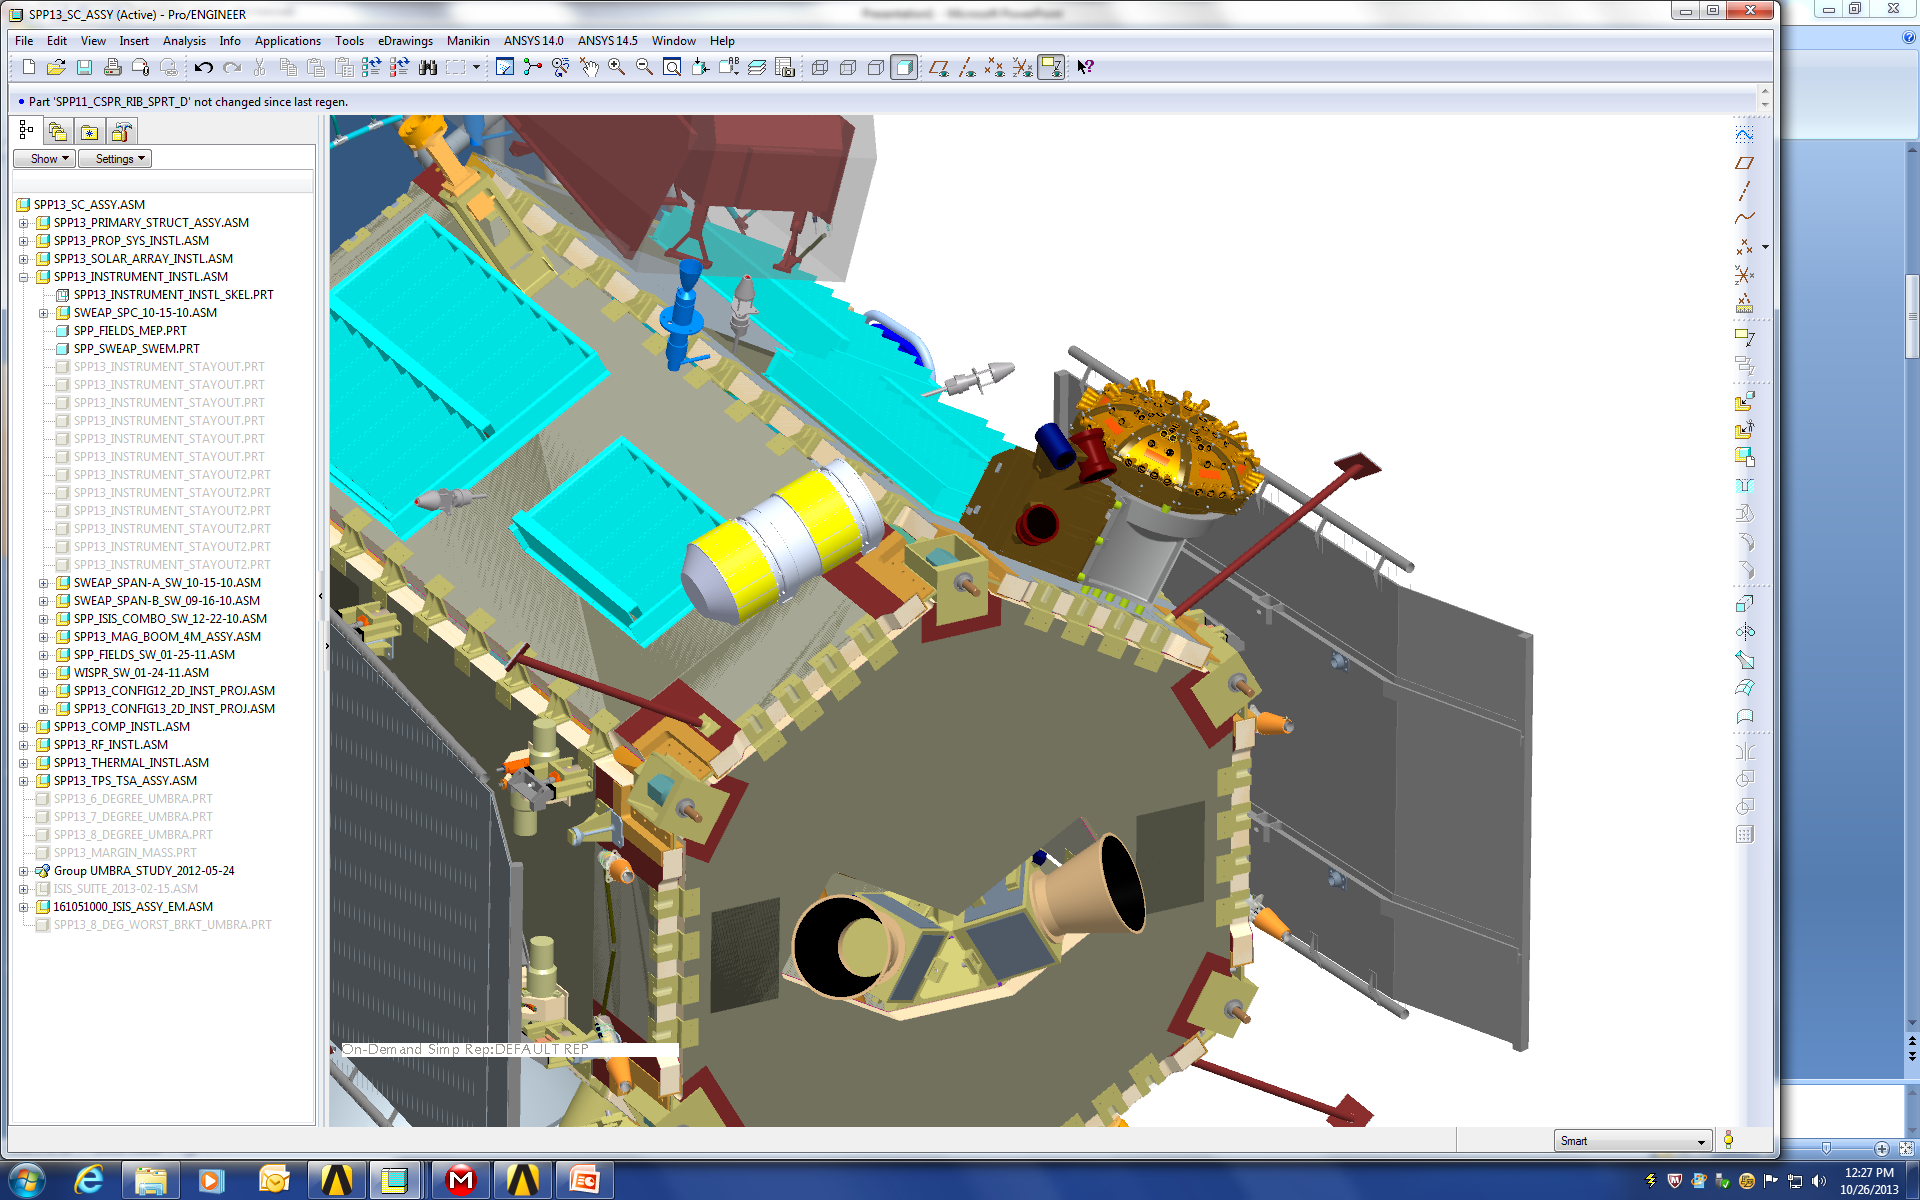 SPP13_SC_ASSY (Active) - Pro/ENGINEER
File Edit View Insert Analysis Info Applications Tools eDrawings Manikin ANSYS 14.0 ANSYS 14.5 Window Help
Part 'SPP11_CSPR_RIB_SPRT_D' not changed since last regen.
Show Settings
SPP13_SC_ASSY.ASM
SPP13_PRIMARY_STRUCT_ASSY.ASM
SPP13_PROP_SYS_INSTL.ASM
SPP13_SOLAR_ARRAY_INSTL.ASM
SPP13_INSTRUMENT_INSTL.ASM
SPP13_INSTRUMENT_INSTL_SKEL.PRT
SWEAP_SPC_10-15-10.ASM
SPP_FIELDS_MEP.PRT
SPP_SWEAP_SWEM.PRT
SPP13_INSTRUMENT_STAYOUT.PRT
SPP13_INSTRUMENT_STAYOUT.PRT
SPP13_INSTRUMENT_STAYOUT.PRT
SPP13_INSTRUMENT_STAYOUT.PRT
SPP13_INSTRUMENT_STAYOUT.PRT
SPP13_INSTRUMENT_STAYOUT.PRT
SPP13_INSTRUMENT_STAYOUT2.PRT
SPP13_INSTRUMENT_STAYOUT2.PRT
SPP13_INSTRUMENT_STAYOUT2.PRT
SPP13_INSTRUMENT_STAYOUT2.PRT
SPP13_INSTRUMENT_STAYOUT2.PRT
SPP13_INSTRUMENT_STAYOUT2.PRT
SWEAP_SPAN-A_SW_10-15-10.ASM
SWEAP_SPAN-B_SW_09-16-10.ASM
SPP_ISIS_COMBO_SW_12-22-10.ASM
SPP13_MAG_BOOM_4M_ASSY.ASM
SPP_FIELDS_SW_01-25-11.ASM
WISPR_SW_01-24-11.ASM
SPP13_CONFIG12_2D_INST_PROJ.ASM
SPP13_CONFIG13_2D_INST_PROJ.ASM
SPP13_COMP_INSTL.ASM
SPP13_RF_INSTL.ASM
SPP13_THERMAL_INSTL.ASM
SPP13_TPS_TSA_ASSY.ASM
SPP13_6_DEGREE_UMBRA.PRT
SPP13_7_DEGREE_UMBRA.PRT
SPP13_8_DEGREE_UMBRA.PRT
SPP13_MARGIN_MASS.PRT
Group UMBRA_STUDY_2012-05-24
ISIS_SUITE_2013-02-15.ASM
161051000_ISIS_ASSY_EM.ASM
SPP13_8_DEG_WORST_BRKT_UMBRA.PRT
On-Demand Simp Rep:DEFAULT REP
Smart
12:27 PM
10/26/2013